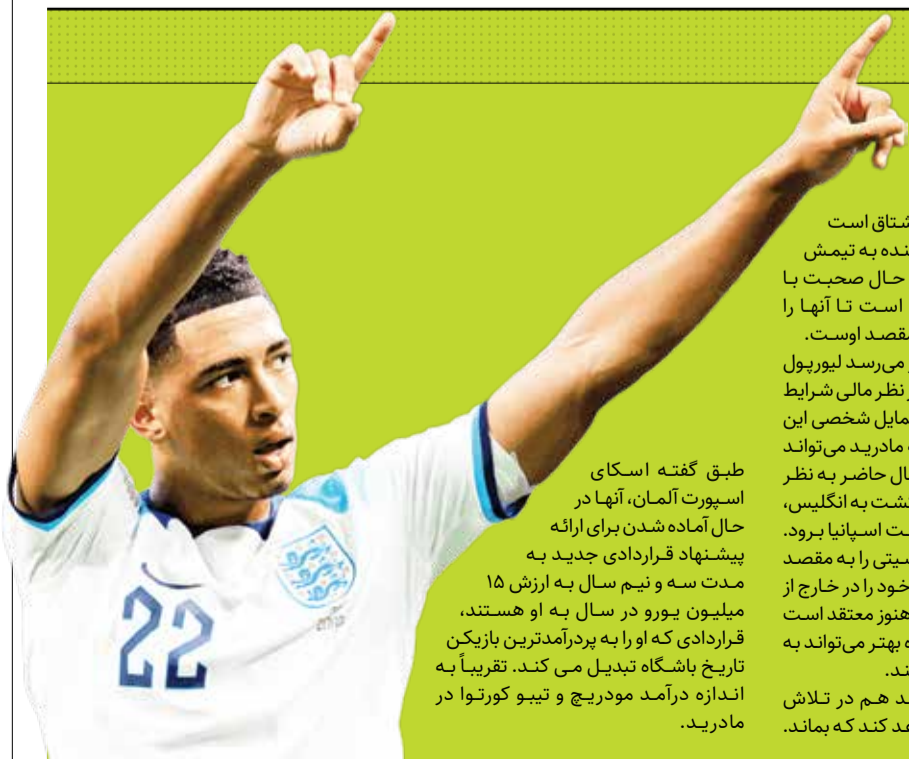 شتاق است
نده به تیمش
حال صحبت با
است تا آنها را
مقصد اوست.
می‌رسد لیورپول
نظر مالی شرایط
مایل شخصی این
مادرید می‌تواند
ال حاضر به نظر
گشت به انگلیس،
ت اسپانیا برود.
سیتی را به مقصد
خود را در خارج از
هنوز معتقد است
ه بهتر می‌تواند به
ند.
د هم در تلاش
هد کند که بماند.
طبق گفته اسکای
اسپورت آلمان، آنها در
حال آماده شدن برای ارائه
پیشنهاد قراردادی جدید به
مدت سه و نیم سال به ارزش ۱۵
میلیون یورو در سال به او هستند،
قراردادی که او را به پردرآمدترین بازیکن
تاریخ باشگاه تبدیل می کند. تقریباً به
اندازه درآمد مودریچ و تیبو کورتوا در
مادرید.
22